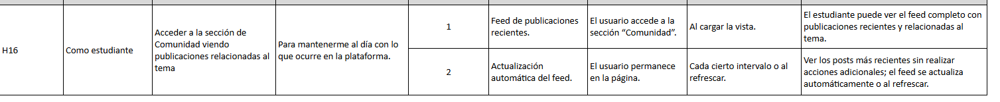 H16
Como estudiante
Acceder a la sección de
Comunidad viendo
publicaciones relacionadas al
tema
Para mantenerme al día con lo
que ocurre en la plataforma.
1
Feed de publicaciones
recientes.
El usuario accede a la
sección “Comunidad”.
Al cargar la vista.
El estudiante puede ver el feed completo con
publicaciones recientes y relacionadas al
tema.
2
Actualización
automática del feed.
El usuario permanece
en la página.
Cada cierto intervalo o al
refrescar.
Ver los posts más recientes sin realizar
acciones adicionales; el feed se actualiza
automáticamente o al refrescar.